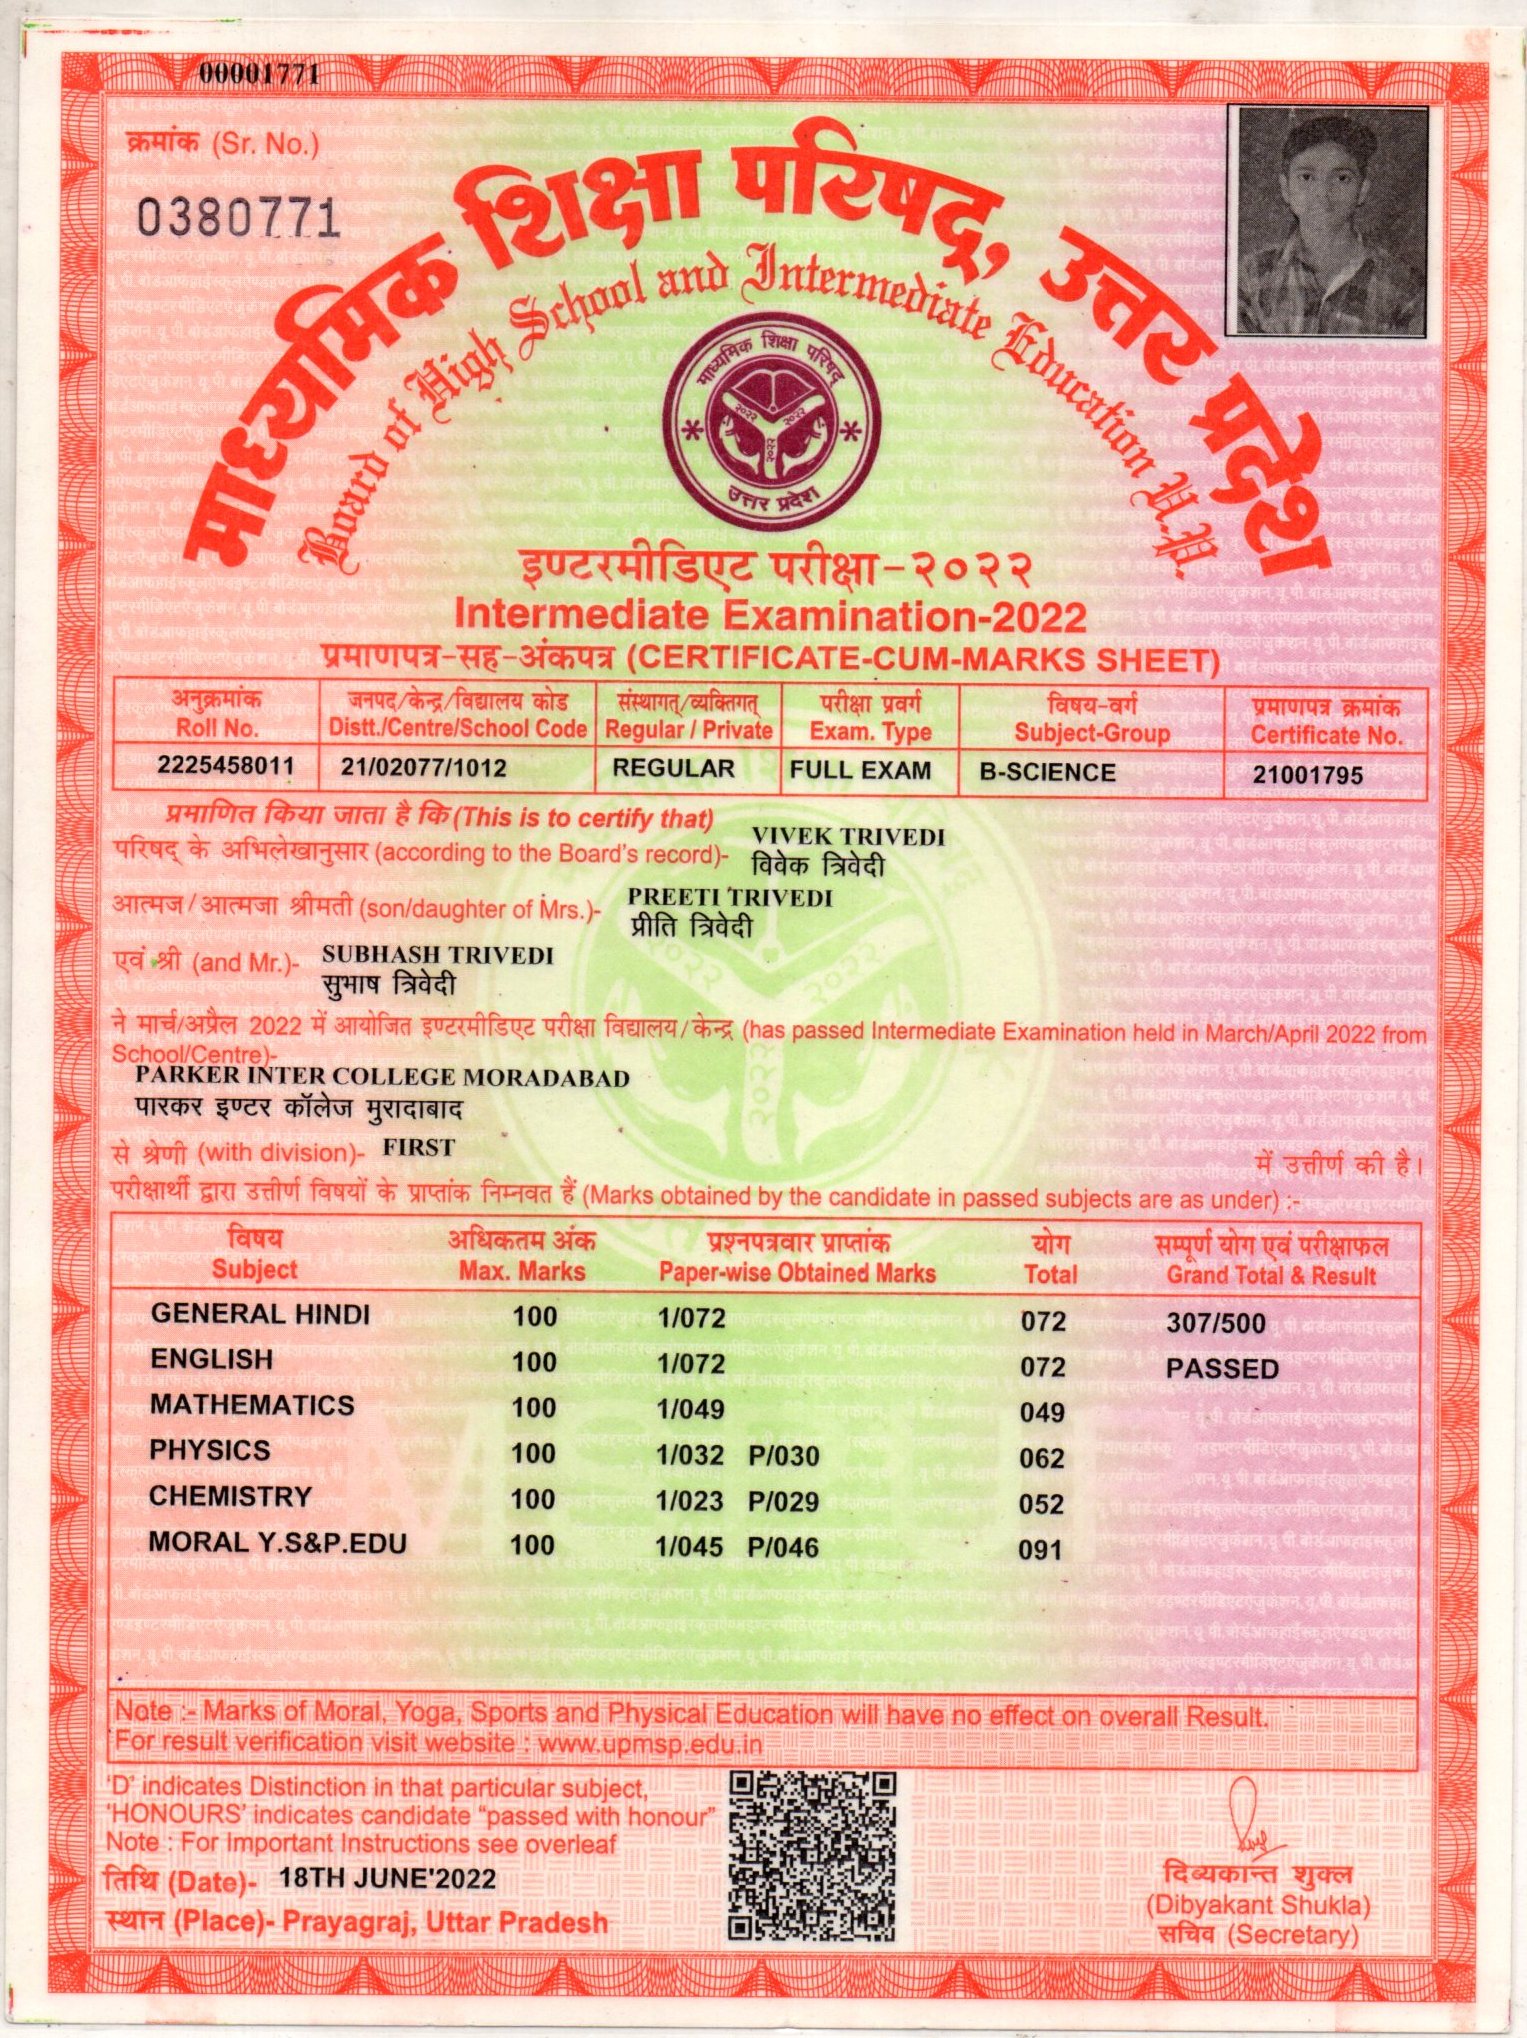 00001771
क्रमांक (Sr. No.)
0380771
माध्यमिक शिक्षा परिषद्, उत्तर प्रदेश
Board of High School and Intermediate Education U.P.
माध्यमिक शिक्षा परिषद्
२०२२ २०२२
२०२२
उत्तर प्रदेश
इण्टरमीडिएट परीक्षा-२०२२
Intermediate Examination-2022
प्रमाणपत्र-सह-अंकपत्र (CERTIFICATE-CUM-MARKS SHEET)
अनुक्रमांक जनपद/केन्द्र/विद्यालय कोड संस्थागत्/व्यक्तिगत् परीक्षा प्रवर्ग विषय-वर्ग प्रमाणपत्र क्रमांक
Roll No. Distt./Centre/School Code Regular / Private Exam. Type Subject-Group Certificate No.
2225458011 21/02077/1012 REGULAR FULL EXAM B-SCIENCE 21001795
प्रमाणित किया जाता है कि (This is to certify that)
परिषद् के अभिलेखानुसार (according to the Board's record)- VIVEK TRIVEDI
विवेक त्रिवेदी
आत्मज/आत्मजा श्रीमती (son/daughter of Mrs.)- PREETI TRIVEDI
प्रीति त्रिवेदी
एवं श्री (and Mr.)- SUBHASH TRIVEDI
सुभाष त्रिवेदी
ने मार्च/अप्रैल 2022 में आयोजित इण्टरमीडिएट परीक्षा विद्यालय/केन्द्र (has passed Intermediate Examination held in March/April 2022 from
School/Centre)-
PARKER INTER COLLEGE MORADABAD
पारकर इण्टर कॉलेज मुरादाबाद
से श्रेणी (with division)- FIRST में उत्तीर्ण की है।
परीक्षार्थी द्वारा उत्तीर्ण विषयों के प्राप्तांक निम्नवत हैं (Marks obtained by the candidate in passed subjects are as under) :-
विषय अधिकतम अंक प्रश्नपत्रवार प्राप्तांक योग सम्पूर्ण योग एवं परीक्षाफल
Subject Max. Marks Paper-wise Obtained Marks Total Grand Total & Result
GENERAL HINDI 100 1/072 072 307/500
ENGLISH 100 1/072 072 PASSED
MATHEMATICS 100 1/049 049
PHYSICS 100 1/032 P/030 062
CHEMISTRY 100 1/023 P/029 052
MORAL Y.S&P.EDU 100 1/045 P/046 091
Note :- Marks of Moral, Yoga, Sports and Physical Education will have no effect on overall Result.
For result verification visit website : www.upmsp.edu.in
'D' indicates Distinction in that particular subject,
'HONOURS' indicates candidate "passed with honour"
Note : For Important Instructions see overleaf
तिथि (Date)- 18TH JUNE'2022
स्थान (Place)- Prayagraj, Uttar Pradesh
दिव्यकान्त शुक्ल
(Dibyakant Shukla)
सचिव (Secretary)